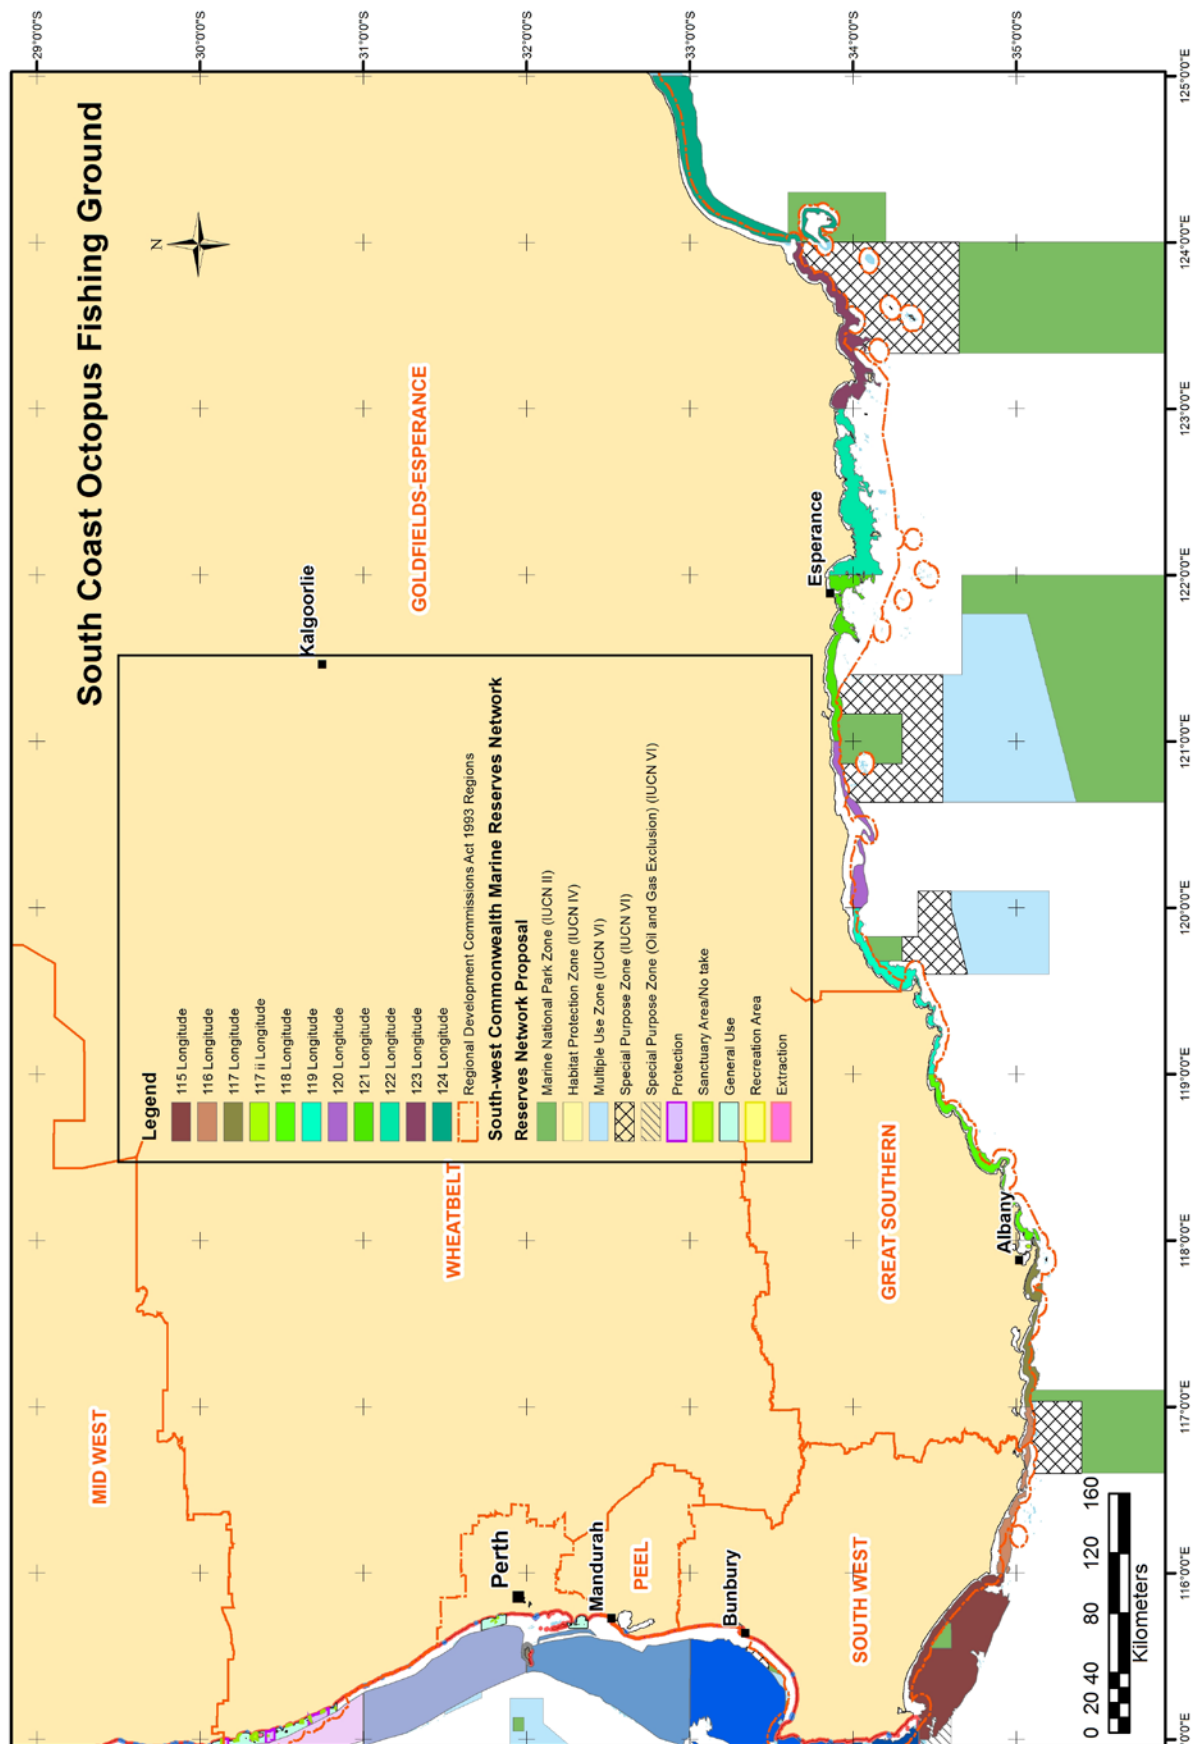 South Coast Octopus Fishing Ground
N
Kalgoorlie
GOLDFIELDS-ESPERANCE
Esperance
MID WEST
WHEATBELT
Perth
Mandurah
PEEL
Bunbury
SOUTH WEST
GREAT SOUTHERN
Albany
Legend
115 Longitude
116 Longitude
117 Longitude
117 ii Longitude
118 Longitude
119 Longitude
120 Longitude
121 Longitude
122 Longitude
123 Longitude
124 Longitude
Regional Development Commissions Act 1993 Regions
South-west Commonwealth Marine Reserves Network
Reserves Network Proposal
Marine National Park Zone (IUCN II)
Habitat Protection Zone (IUCN IV)
Multiple Use Zone (IUCN VI)
Special Purpose Zone (IUCN VI)
Special Purpose Zone (Oil and Gas Exclusion) (IUCN VI)
Protection
Sanctuary Area/No take
General Use
Recreation Area
Extraction
0 20 40 80 120 160
Kilometers
29°0'0"S
30°0'0"S
31°0'0"S
32°0'0"S
33°0'0"S
34°0'0"S
35°0'0"S
116°0'0"E
117°0'0"E
118°0'0"E
119°0'0"E
120°0'0"E
121°0'0"E
122°0'0"E
123°0'0"E
124°0'0"E
125°0'0"E